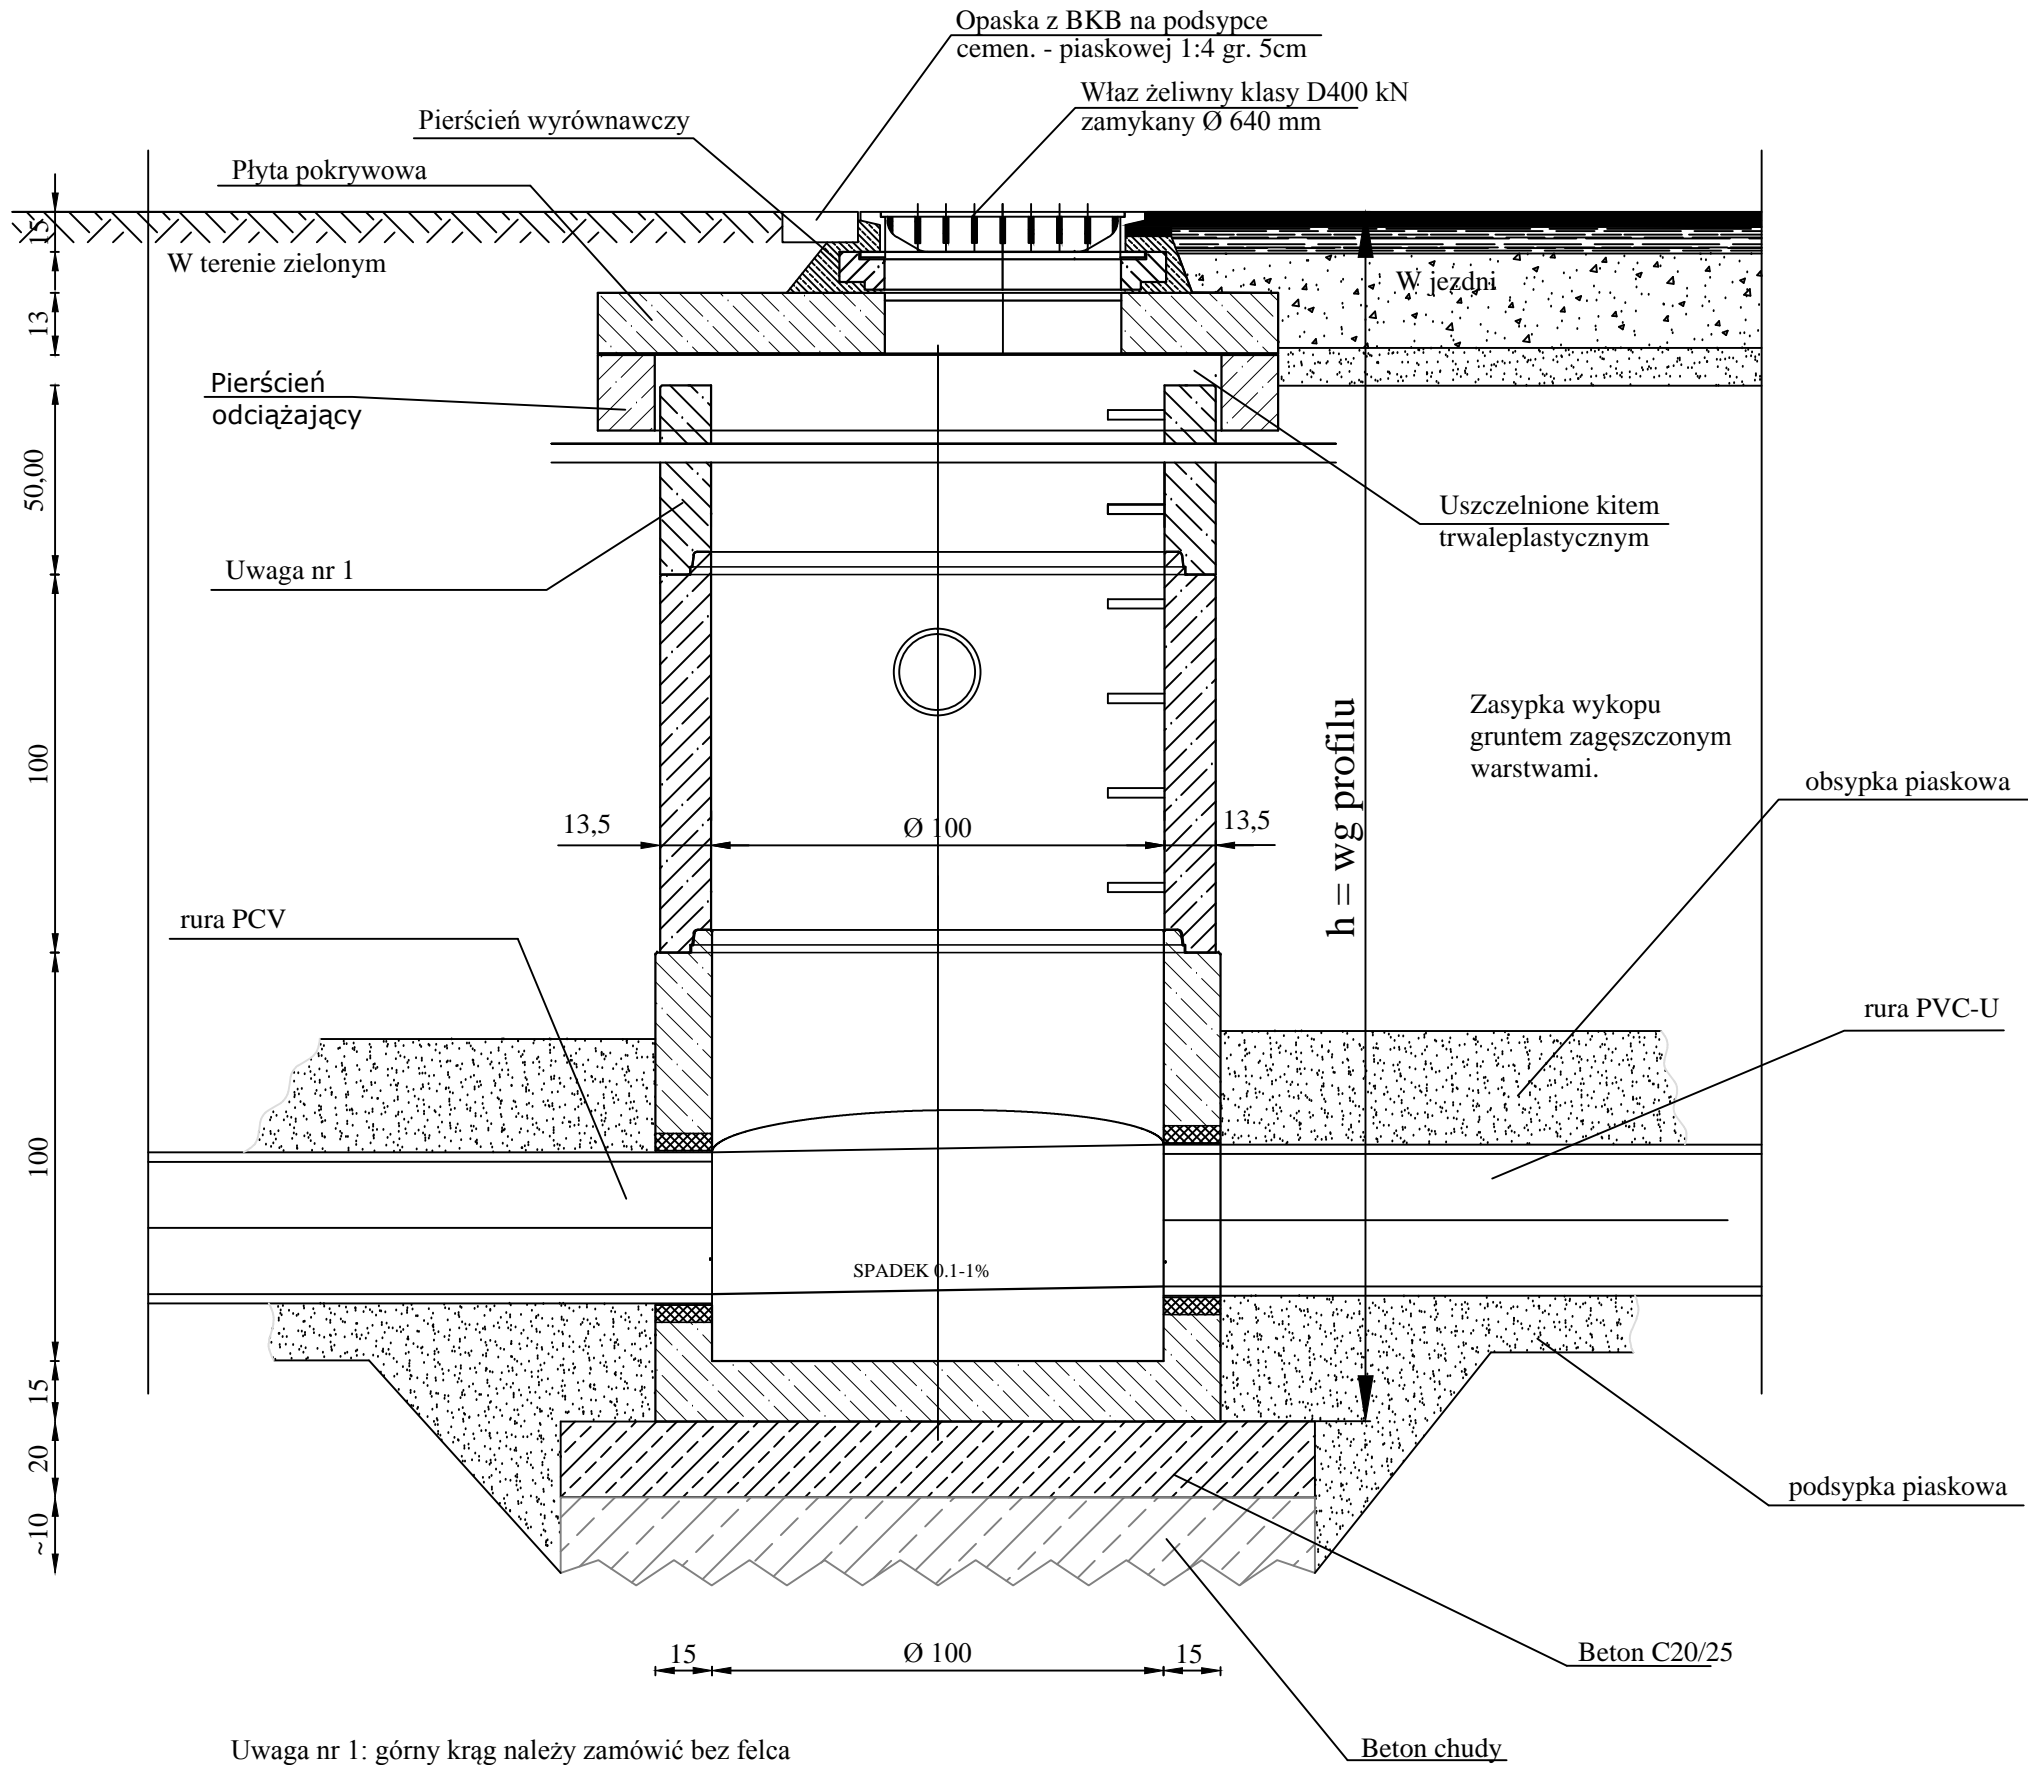 Opaska z BKB na podsypce
cemen. - piaskowej 1:4 gr. 5cm
Właz żeliwny klasy D400 kN
zamykany Ø 640 mm
Pierścień wyrównawczy
Płyta pokrywowa
15
W terenie zielonym
W jezdni
13
Pierścień
odciążający
50,00
Uszczelnione kitem
trwaleplastycznym
Uwaga nr 1
100
h = wg profilu
Zasypka wykopu
gruntem zagęszczonym
warstwami.
obsypka piaskowa
13,5
Ø 100
13,5
rura PCV
rura PVC-U
100
SPADEK 0.1-1%
15
20
podsypka piaskowa
~10
15
Ø 100
15
Beton C20/25
Beton chudy
Uwaga nr 1: górny krąg należy zamówić bez felca